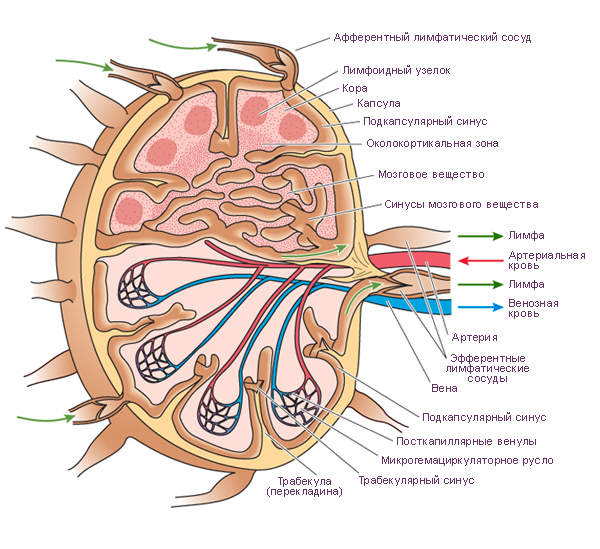 Афферентный лимфатический сосуд
Лимфоидный узелок
Кора
Капсула
Подкапсулярный синус
Околокортикальная зона
Мозговое вещество
Синусы мозгового вещества
Лимфа
Артериальная
кровь
Лимфа
Венозная
кровь
Артерия
Эфферентные
лимфатические
сосуды
Вена
Подкапсулярный синус
Посткапиллярные венулы
Микрогемациркуляторное русло
Трабекулярный синус
Трабекула
(перекладина)